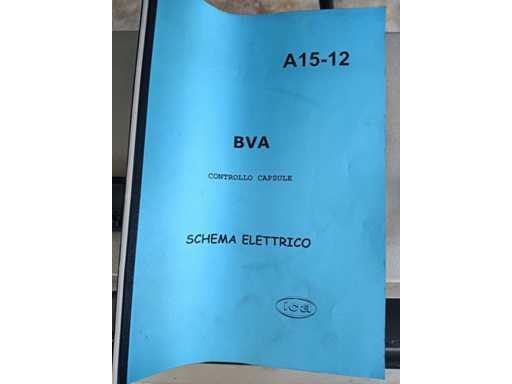 A15-12
BVA
CONTROLLO CAPSULE
SCHEMA ELETTRICO
ica